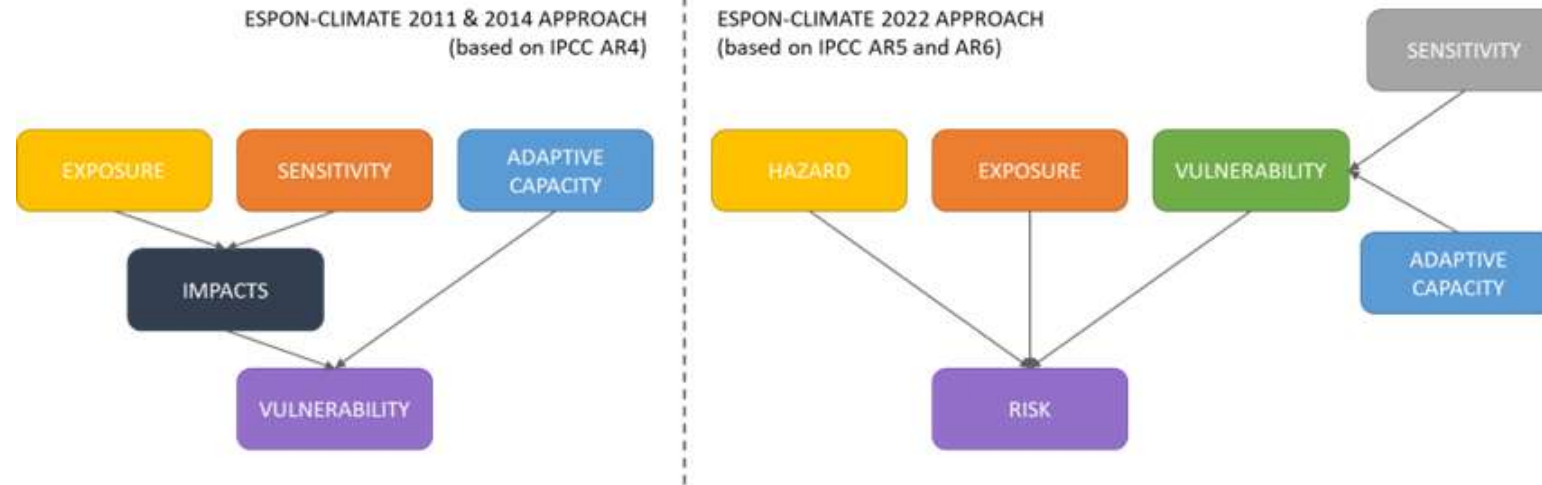 ESPON-CLIMATE 2011 & 2014 APPROACH
(based on IPCC AR4)
EXPOSURE
SENSITIVITY
ADAPTIVE
CAPACITY
IMPACTS
VULNERABILITY
ESPON-CLIMATE 2022 APPROACH
(based on IPCC AR5 and AR6)
SENSITIVITY
HAZARD
EXPOSURE
VULNERABILITY
ADAPTIVE
CAPACITY
RISK